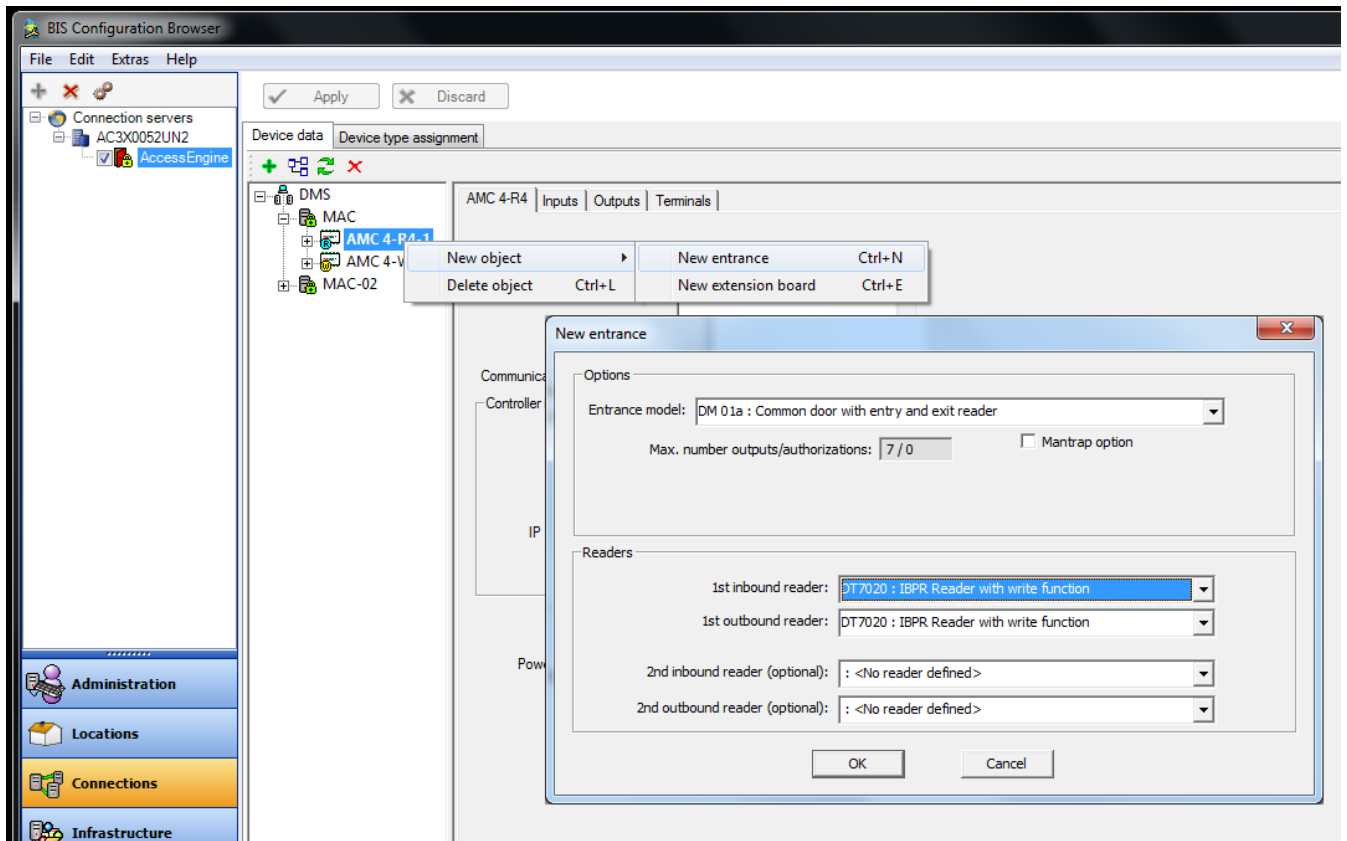 BIS Configuration Browser
File Edit Extras Help
Apply Discard
Connection servers
AC3X0052UN2
AccessEngine
Device data Device type assignment
DMS
MAC
AMC 4-R4-1
AMC 4-
MAC-02
AMC 4-R4 Inputs Outputs Terminals
New object
Delete object Ctrl+L
New entrance Ctrl+N
New extension board Ctrl+E
Communica
Controller
IP
Powe
New entrance
Options
Entrance model: DM 01a : Common door with entry and exit reader
Max. number outputs/authorizations: 7 / 0
Mantrap option
Readers
1st inbound reader: DT7020 : IBPR Reader with write function
1st outbound reader: DT7020 : IBPR Reader with write function
2nd inbound reader (optional): : <No reader defined>
2nd outbound reader (optional): : <No reader defined>
OK Cancel
Administration
Locations
Connections
Infrastructure